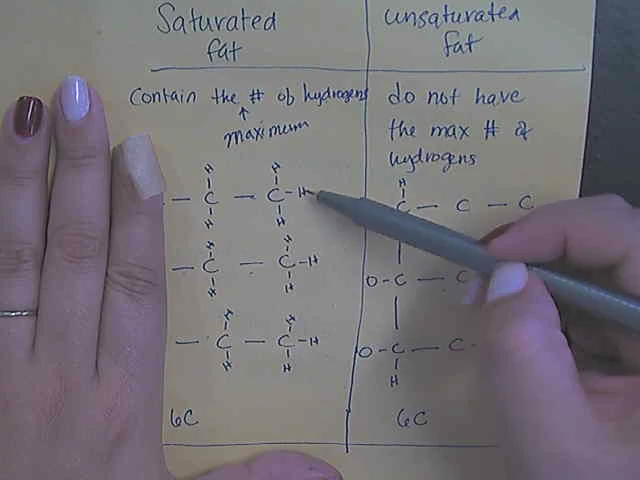 Saturated
fat
Contain the # of hydrogens
↑
maximum
H H
- C - C - H
H H
H H
- C - C - H
H H
H H
- C - C - H
H H
6C
unsaturated
fat
do not have
the max # of
hydrogens
H
C - C - C
O - C - C
O - C - C
H
6C